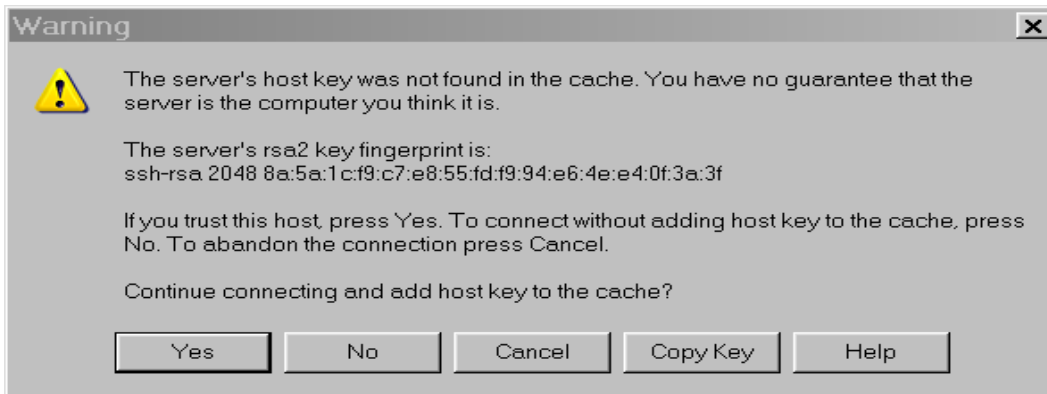 Warning
The server's host key was not found in the cache. You have no guarantee that the
server is the computer you think it is.
The server's rsa2 key fingerprint is:
ssh-rsa 2048 8a:5a:1c:f9:c7:e8:55:fd:f9:94:e6:4e:e4:0f:3a:3f
If you trust this host, press Yes. To connect without adding host key to the cache, press
No. To abandon the connection press Cancel.
Continue connecting and add host key to the cache?
Yes No Cancel Copy Key Help